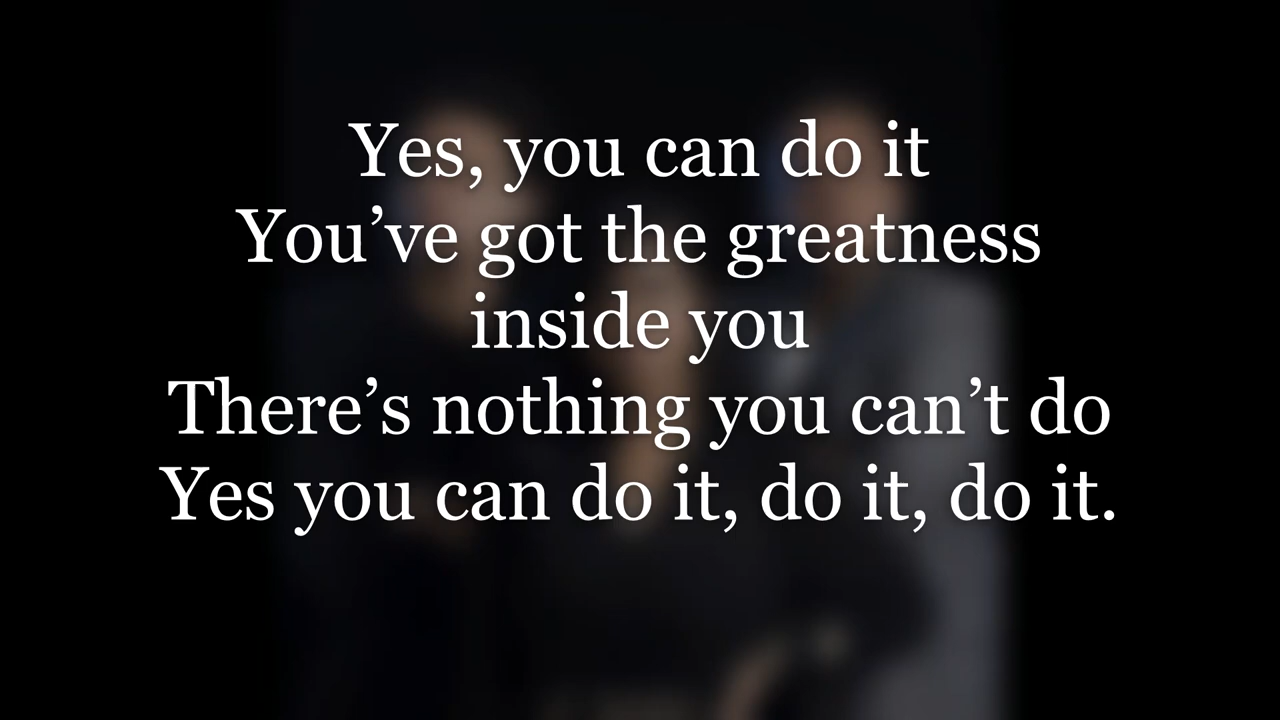 Yes, you can do it
You’ve got the greatness
inside you
There’s nothing you can’t do
Yes you can do it, do it, do it.